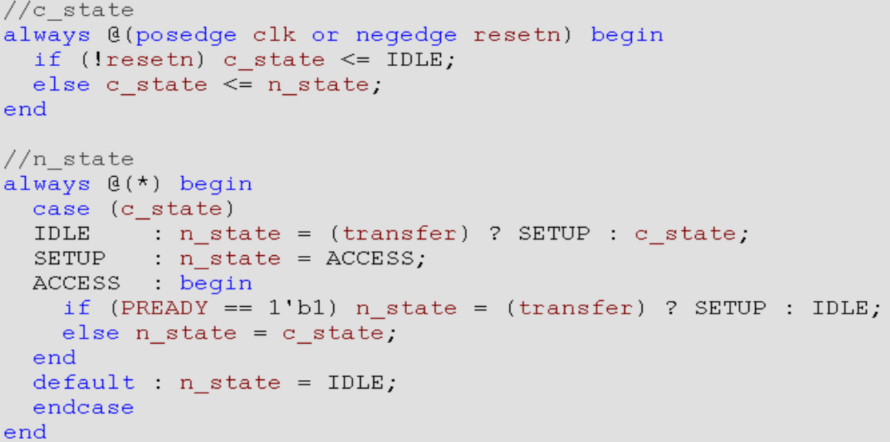 //c_state
always @(posedge clk or negedge resetn) begin
  if (!resetn) c_state <= IDLE;
  else c_state <= n_state;
end

//n_state
always @(*) begin
  case (c_state)
  IDLE    : n_state = (transfer) ? SETUP : c_state;
  SETUP   : n_state = ACCESS;
  ACCESS  : begin
    if (PREADY == 1'b1) n_state = (transfer) ? SETUP : IDLE;
    else n_state = c_state;
  end
  default : n_state = IDLE;
  endcase
end